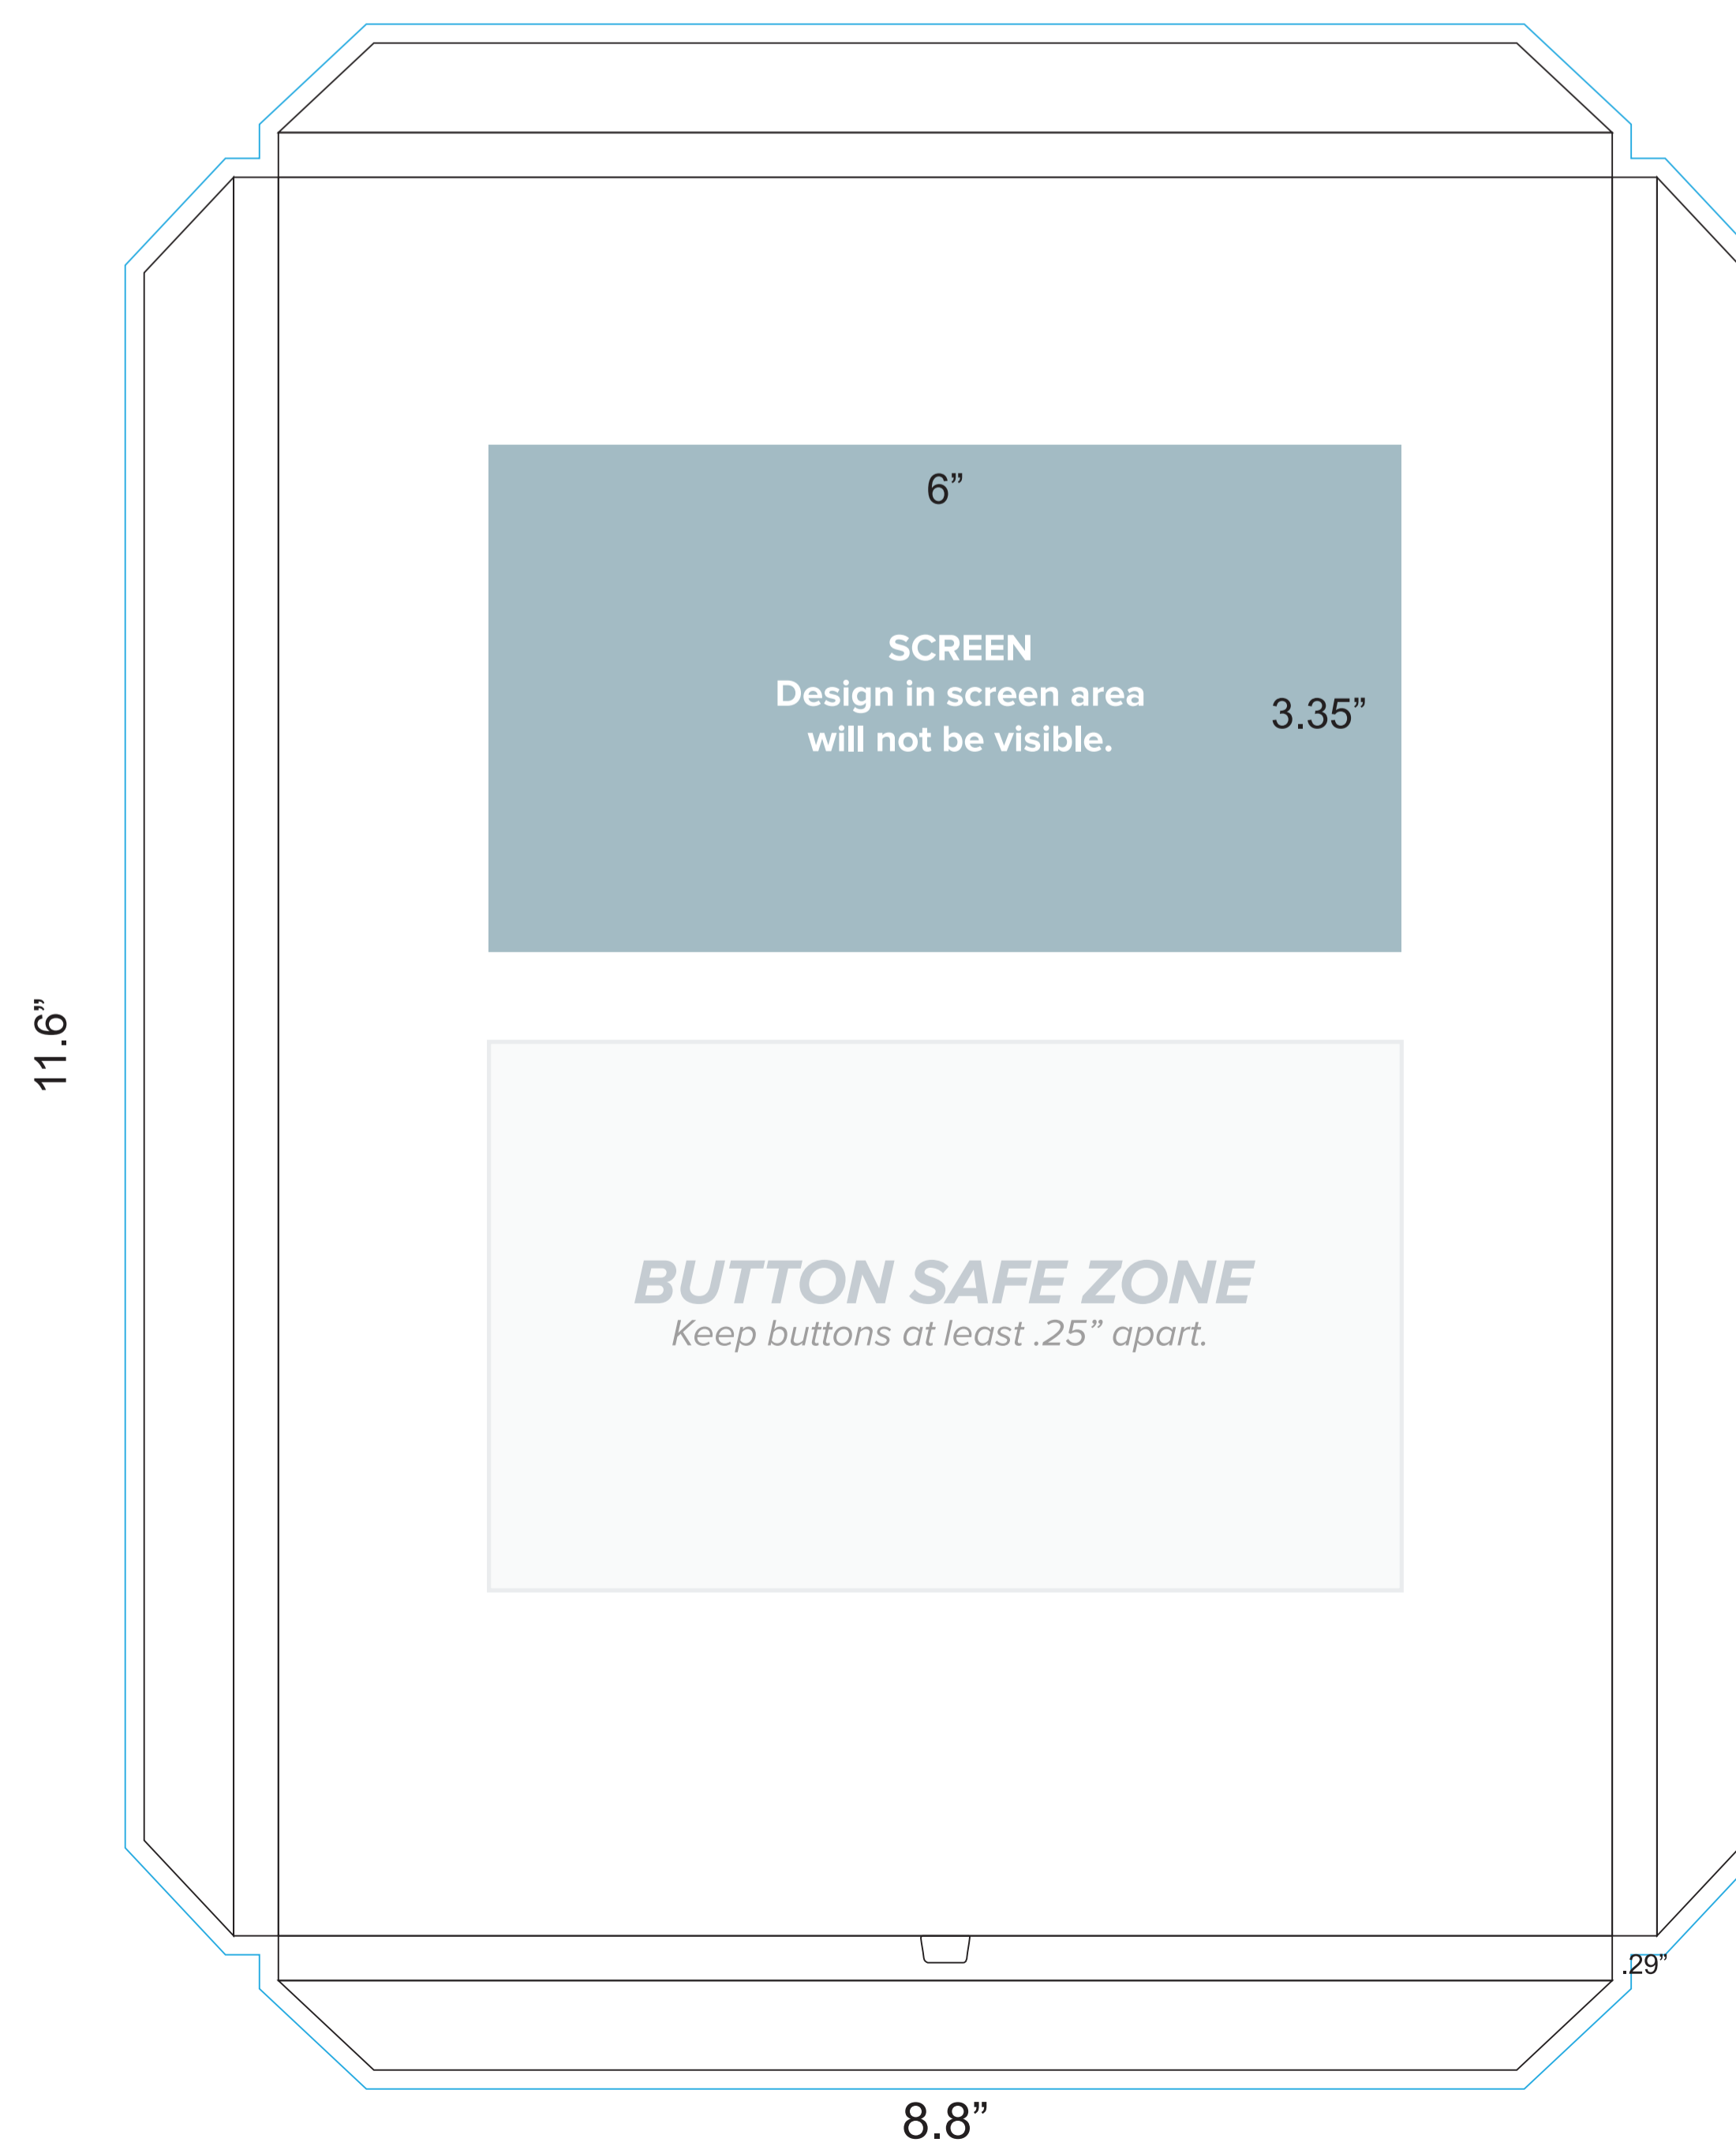 6”
SCREEN
Design in screen area
will not be visible.
3.35”
11.6”
BUTTON SAFE ZONE
Keep buttons at least .25” apart.
.29”
8.8”